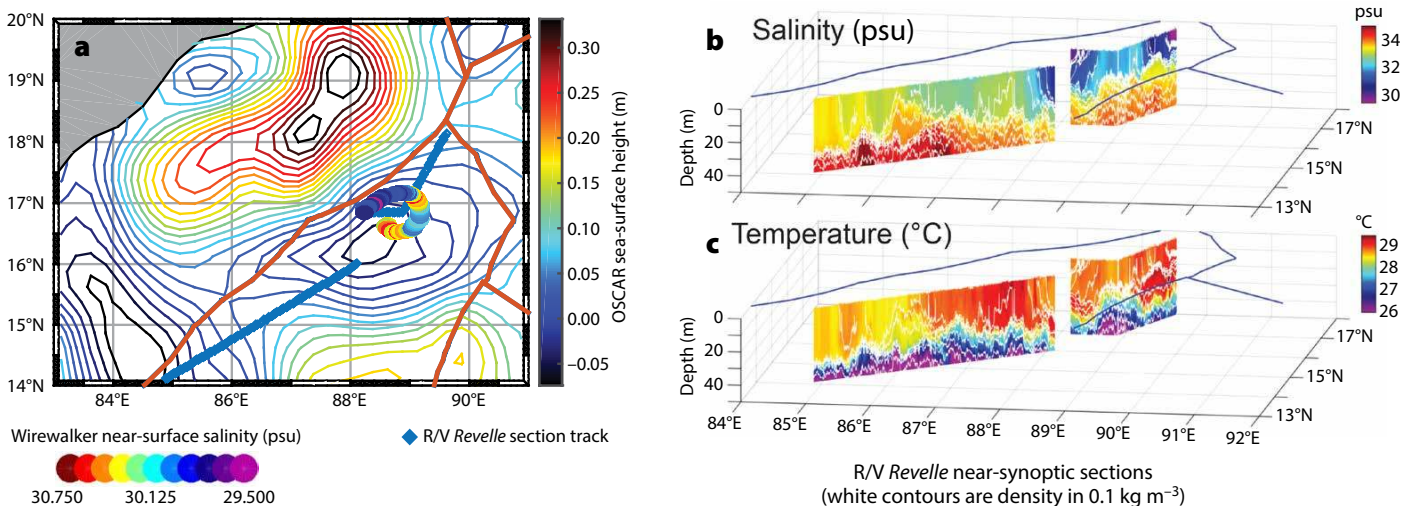 a
20°N
19°N
18°N
17°N
16°N
15°N
14°N
84°E
86°E
88°E
90°E
0.30
0.25
0.20
0.15
0.10
0.05
0.00
−0.05
OSCAR sea-surface height (m)
Wirewalker near-surface salinity (psu)
30.750
30.125
29.500
R/V Revelle section track
b
Salinity (psu)
psu
34
32
30
0
20
40
Depth (m)
17°N
15°N
13°N
c
Temperature (°C)
°C
29
28
27
26
0
20
40
Depth (m)
17°N
15°N
13°N
84°E
85°E
86°E
87°E
88°E
89°E
90°E
91°E
92°E
R/V Revelle near-synoptic sections
(white contours are density in 0.1 kg m−3)